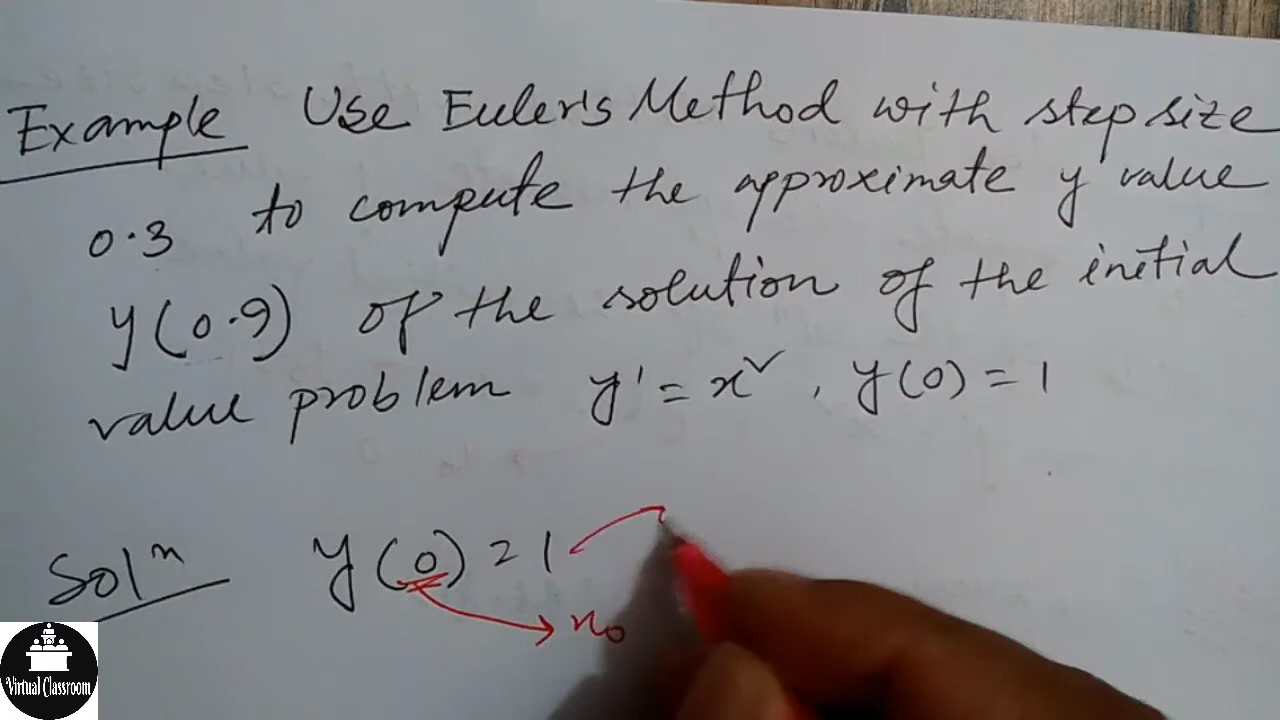 Example Use Euler's Method with step size
0.3 to compute the approximate y value
y(0.9) of the solution of the initial
value problem y' = x², y(0) = 1
Solⁿ y(0) = 1
x₀
Virtual Classroom